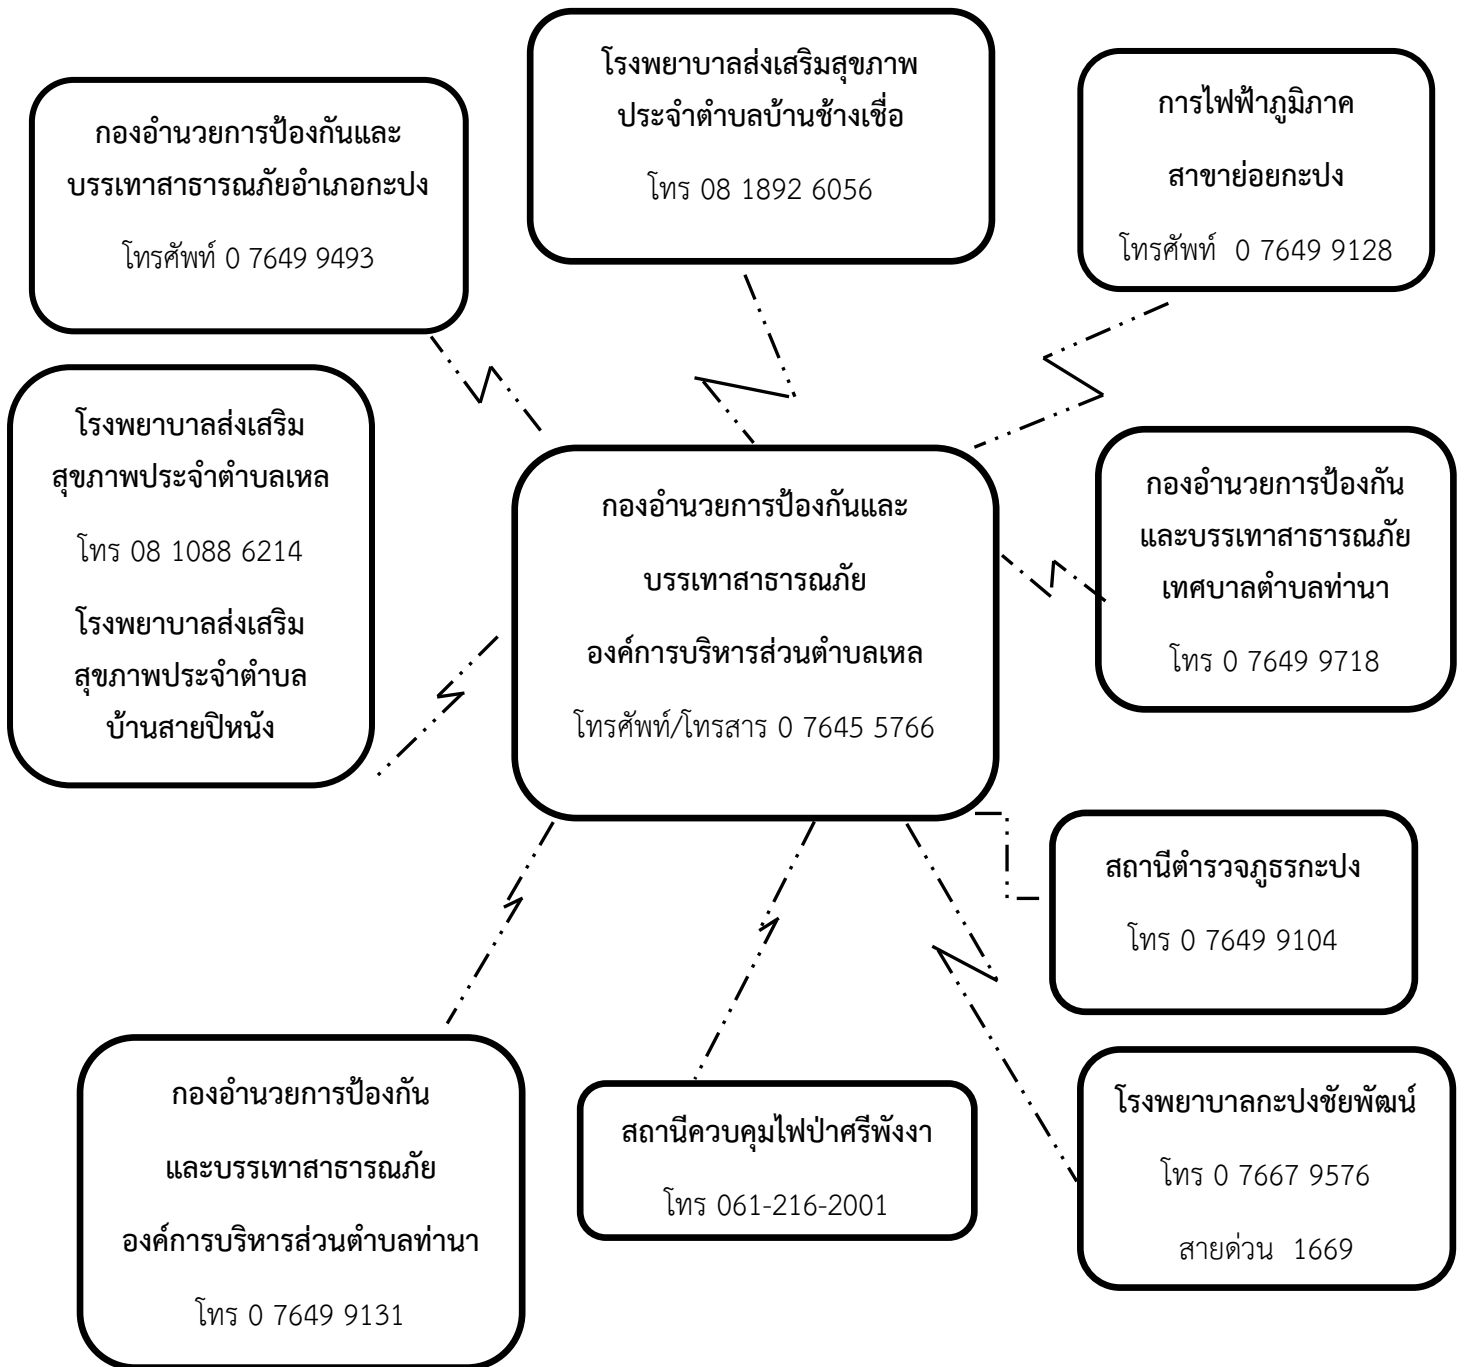 โรงพยาบาลส่งเสริมสุขภาพ
ประจำตำบลบ้านช้างเชื่อ
โทร 08 1892 6056
การไฟฟ้าภูมิภาค
สาขาย่อยกะปง
โทรศัพท์ 0 7649 9128
กองอำนวยการป้องกันและ
บรรเทาสาธารณภัยอำเภอกะปง
โทรศัพท์ 0 7649 9493
โรงพยาบาลส่งเสริม
สุขภาพประจำตำบลเหล
โทร 08 1088 6214
โรงพยาบาลส่งเสริม
สุขภาพประจำตำบล
บ้านสายปิหนัง
กองอำนวยการป้องกันและ
บรรเทาสาธารณภัย
องค์การบริหารส่วนตำบลเหล
โทรศัพท์/โทรสาร 0 7645 5766
กองอำนวยการป้องกัน
และบรรเทาสาธารณภัย
เทศบาลตำบลท่านา
โทร 0 7649 9718
สถานีตำรวจภูธรกะปง
โทร 0 7649 9104
กองอำนวยการป้องกัน
และบรรเทาสาธารณภัย
องค์การบริหารส่วนตำบลท่านา
โทร 0 7649 9131
สถานีควบคุมไฟป่าศรีพังงา
โทร 061-216-2001
โรงพยาบาลกะปงชัยพัฒน์
โทร 0 7667 9576
สายด่วน 1669